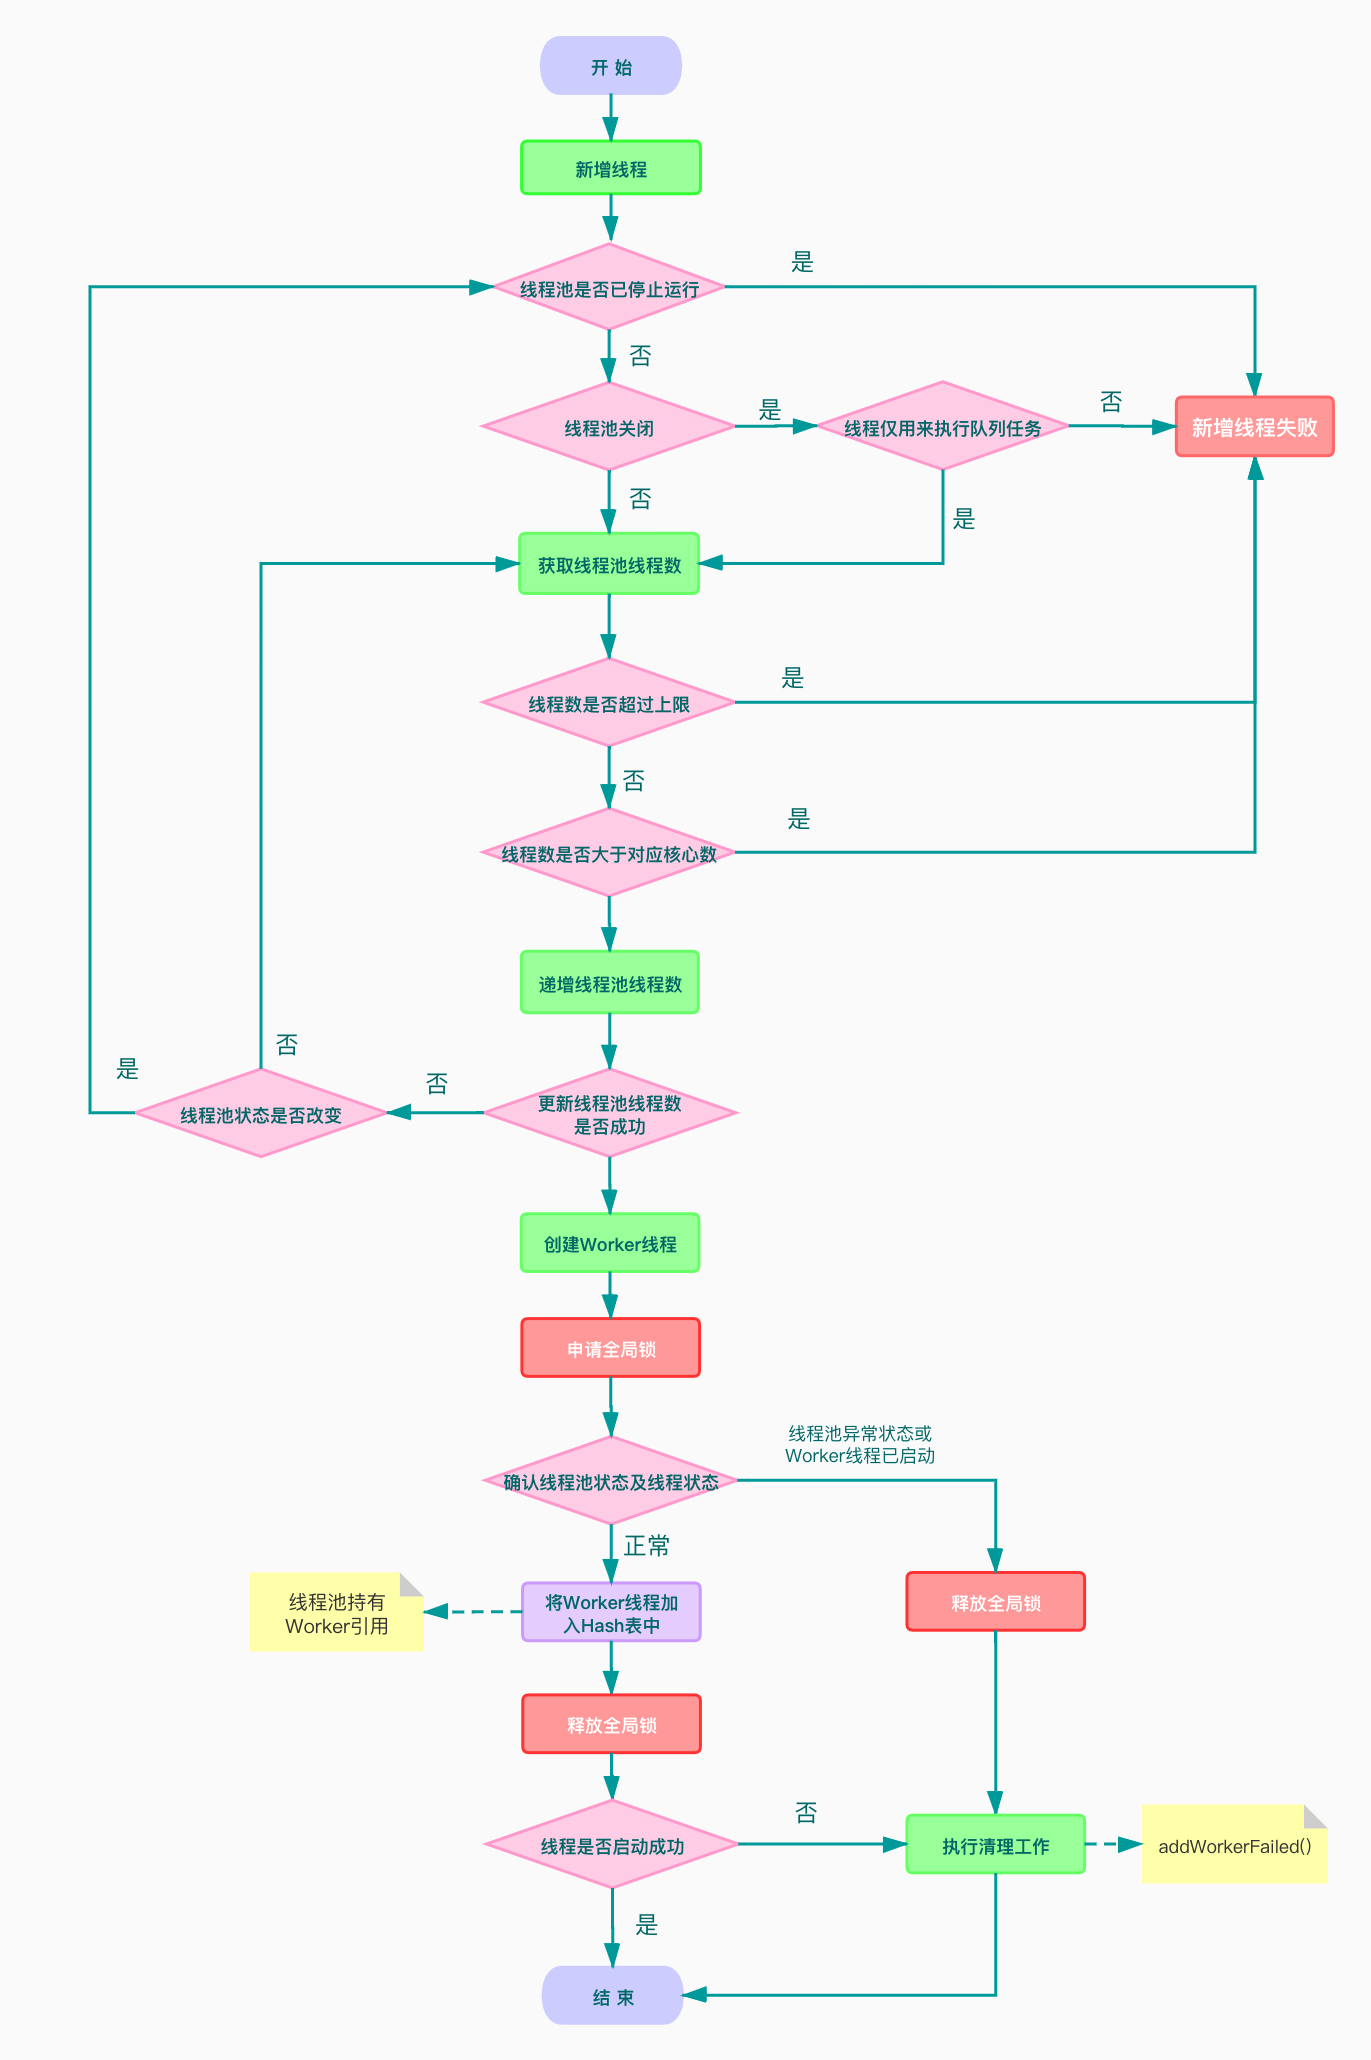 开 始
新增线程
线程池是否已停止运行
是
否
线程池关闭
是
线程仅用来执行队列任务
否
新增线程失败
否
是
获取线程池线程数
线程数是否超过上限
是
否
线程数是否大于对应核心数
是
递增线程池线程数
更新线程池线程数
是否成功
否
线程池状态是否改变
否
是
创建Worker线程
申请全局锁
确认线程池状态及线程状态
线程池异常状态或
Worker线程已启动
正常
将Worker线程加
入Hash表中
线程池持有
Worker引用
释放全局锁
释放全局锁
线程是否启动成功
否
执行清理工作
addWorkerFailed()
是
结 束